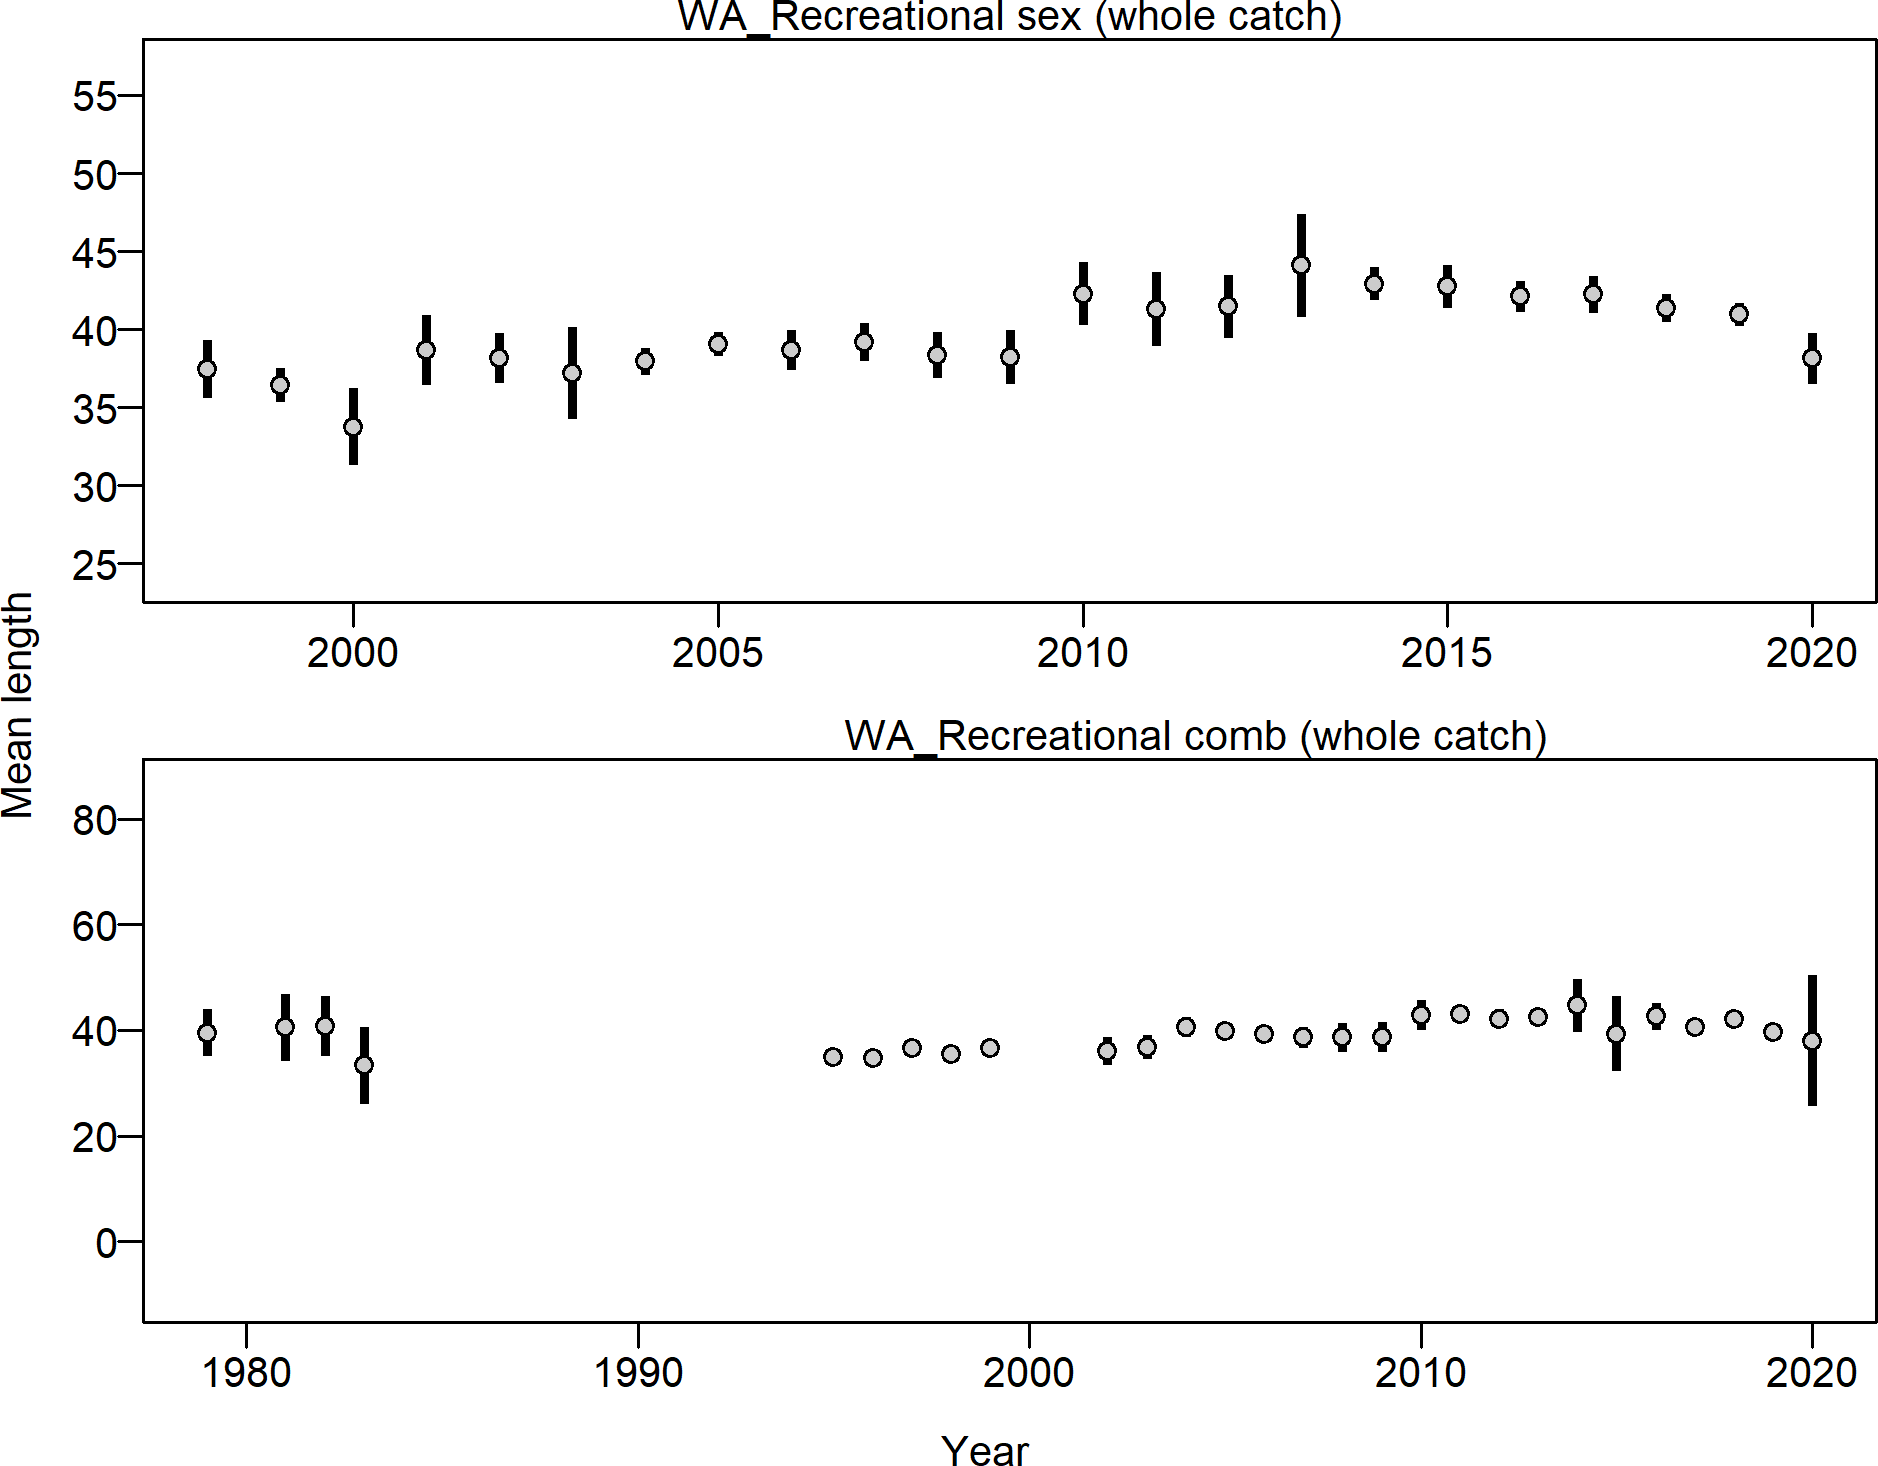 WA_Recreational sex (whole catch)
55
50
45
40
35
30
25
2000 2005 2010 2015 2020
Mean length
WA_Recreational comb (whole catch)
80
60
40
20
0
1980 1990 2000 2010 2020
Year